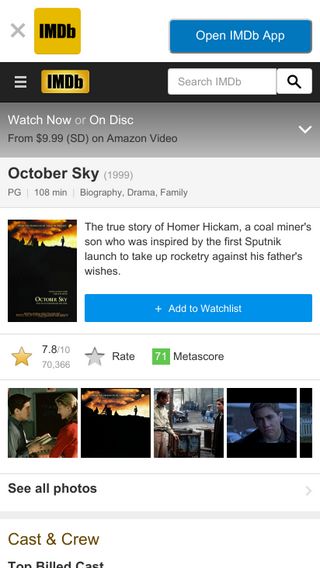 IMDb
Open IMDb App
IMDb
Search IMDb
Watch Now or On Disc
From $9.99 (SD) on Amazon Video
October Sky (1999)
PG | 108 min | Biography, Drama, Family
The true story of Homer Hickam, a coal miner's
son who was inspired by the first Sputnik
launch to take up rocketry against his father's
wishes.
OCTOBER SKY
+ Add to Watchlist
7.8/10
70,366
Rate
71 Metascore
See all photos
Cast & Crew
Top Billed Cast